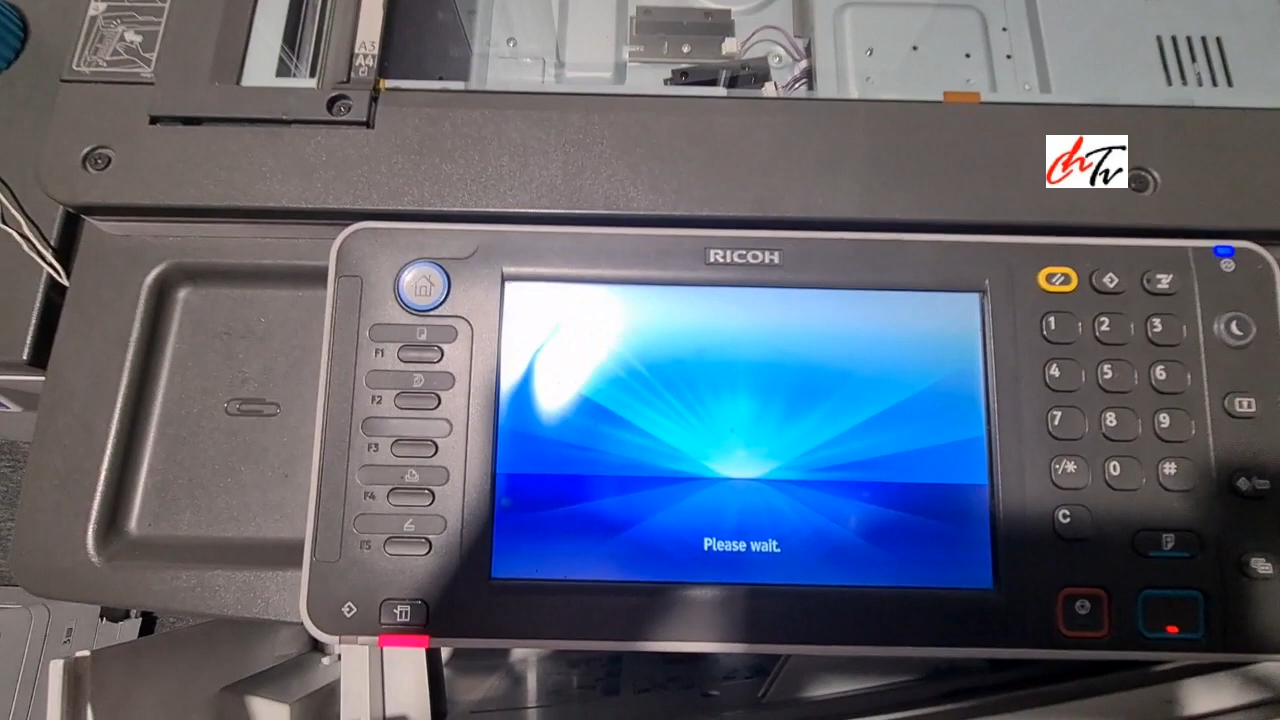 A3
A4
chTv
RICOH
F1
F2
F3
F4
F5
1 2 3
4 5 6
7 8 9
·/* 0 #
C
Please wait.